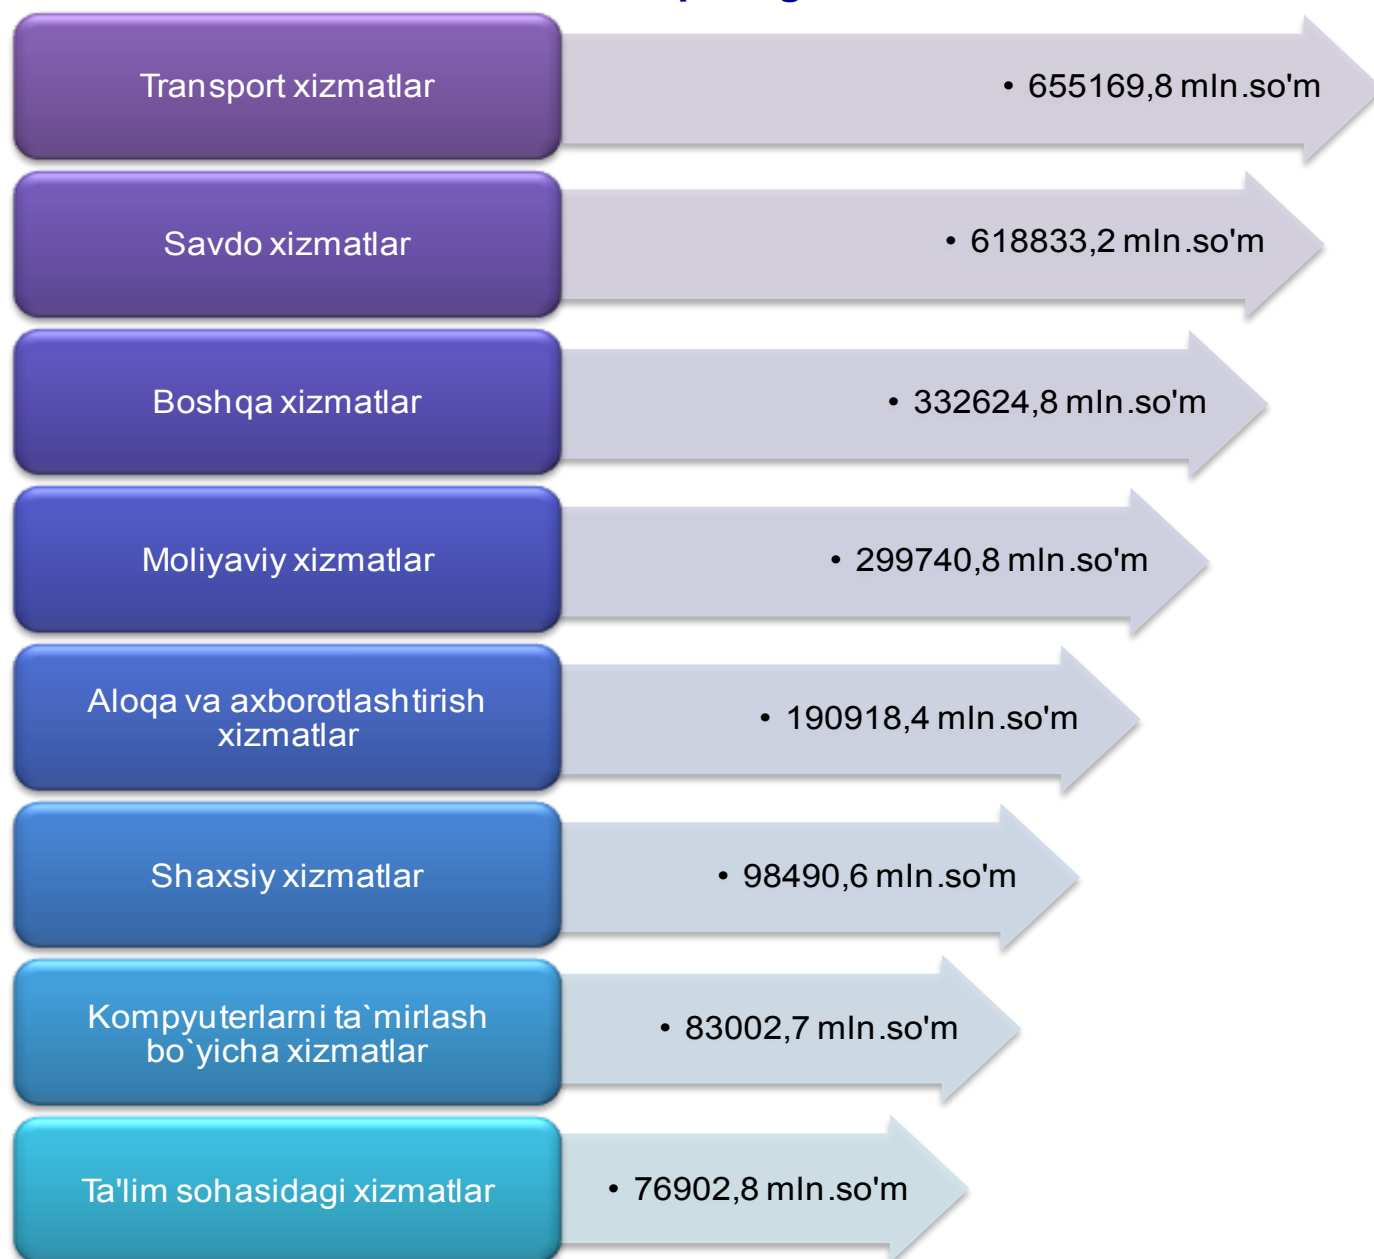 Transport xizmatlar
• 655169,8 mln.so'm
Savdo xizmatlar
• 618833,2 mln.so'm
Boshqa xizmatlar
• 332624,8 mln.so'm
Moliyaviy xizmatlar
• 299740,8 mln.so'm
Aloqa va axborotlashtirish
xizmatlar
• 190918,4 mln.so'm
Shaxsiy xizmatlar
• 98490,6 mln.so'm
Kompyuterlarni ta`mirlash
bo`yicha xizmatlar
• 83002,7 mln.so'm
Ta'lim sohasidagi xizmatlar
• 76902,8 mln.so'm